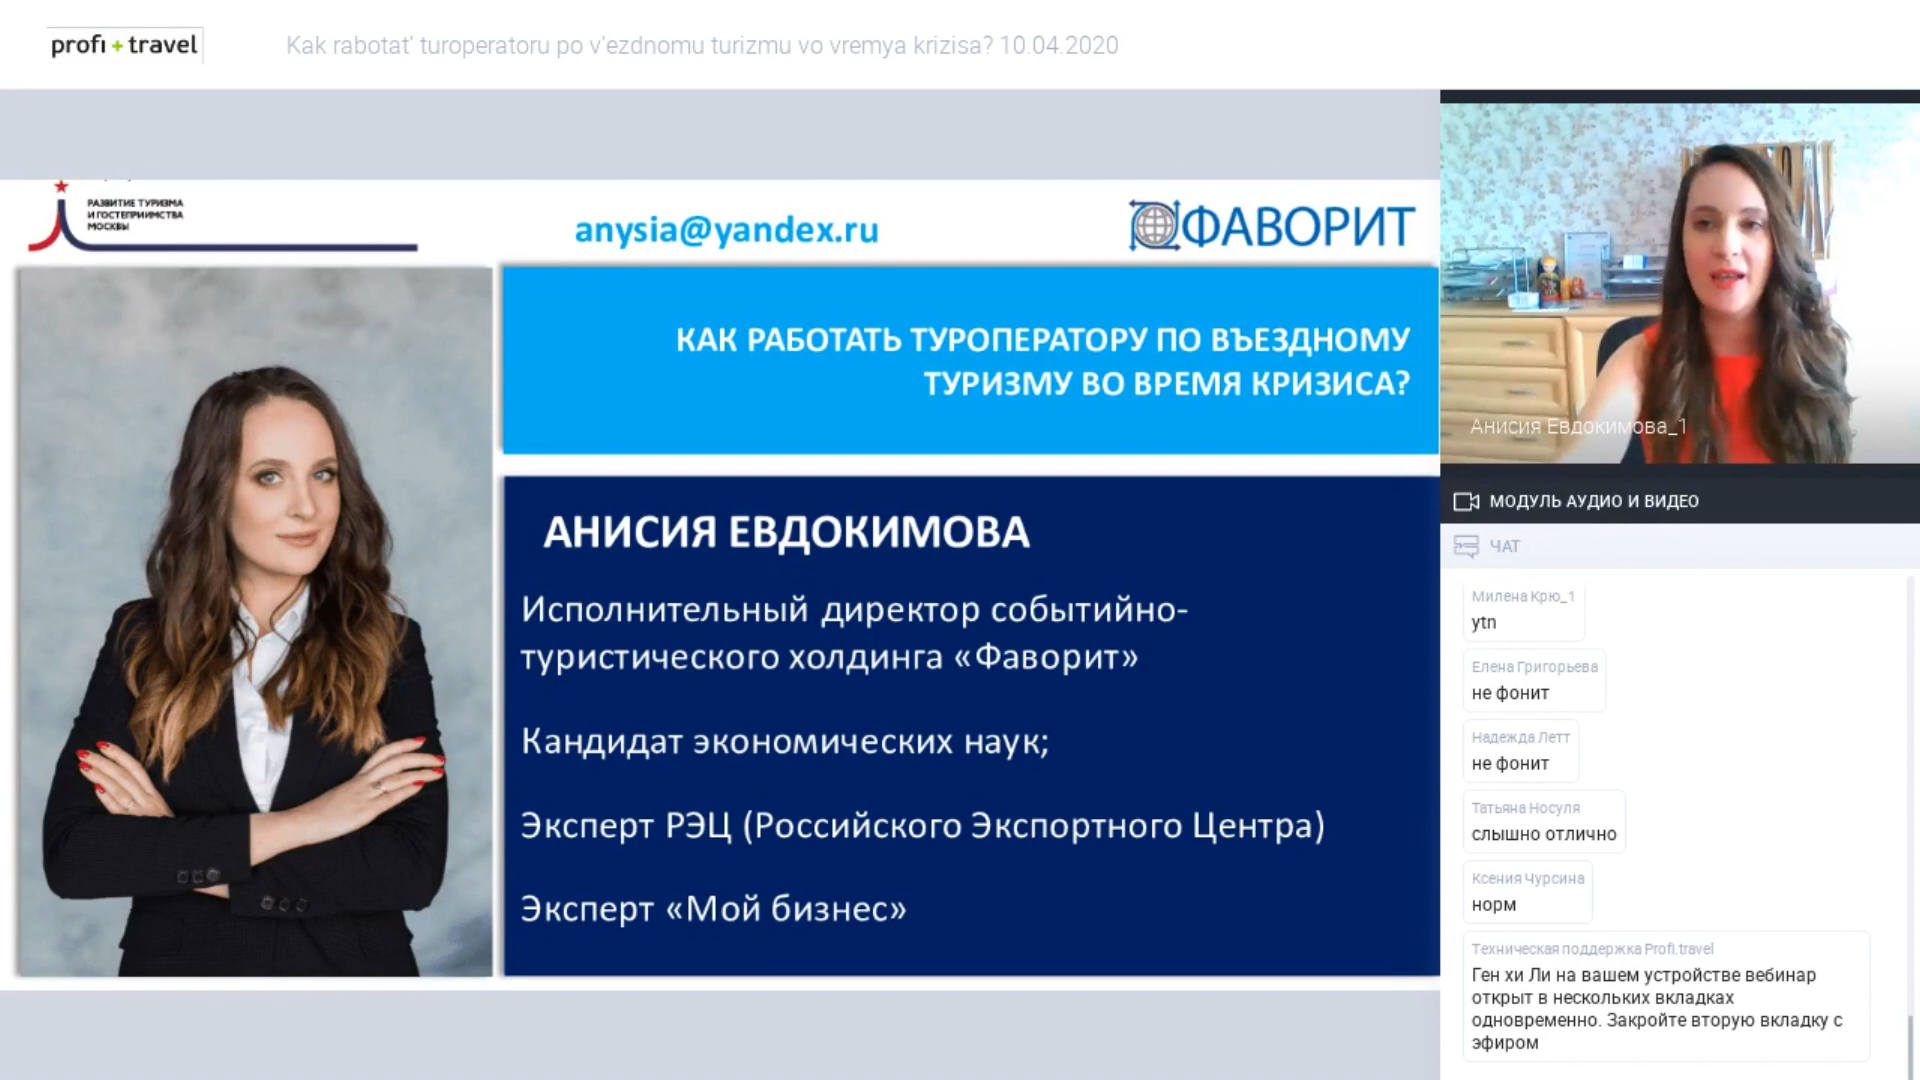 profi + travel
Kak rabotat' turoperatoru po v'ezdnomu turizmu vo vremya krizisa? 10.04.2020
РАЗВИТИЕ ТУРИЗМА
И ГОСТЕПРИИМСТВА
МОСКВЫ
anysia@yandex.ru
ФАВОРИТ
КАК РАБОТАТЬ ТУРОПЕРАТОРУ ПО ВЪЕЗДНОМУ
ТУРИЗМУ ВО ВРЕМЯ КРИЗИСА?
АНИСИЯ ЕВДОКИМОВА
Исполнительный директор событийно-
туристического холдинга «Фаворит»
Кандидат экономических наук;
Эксперт РЭЦ (Российского Экспортного Центра)
Эксперт «Мой бизнес»
Анисия Евдокимова_1
МОДУЛЬ АУДИО И ВИДЕО
ЧАТ
Милена Крю_1
ytn
Елена Григорьева
не фонит
Надежда Летт
не фонит
Татьяна Носуля
слышно отлично
Ксения Чурсина
норм
Техническая поддержка Profi.travel
Ген хи Ли на вашем устройстве вебинар
открыт в нескольких вкладках
одновременно. Закройте вторую вкладку с
эфиром